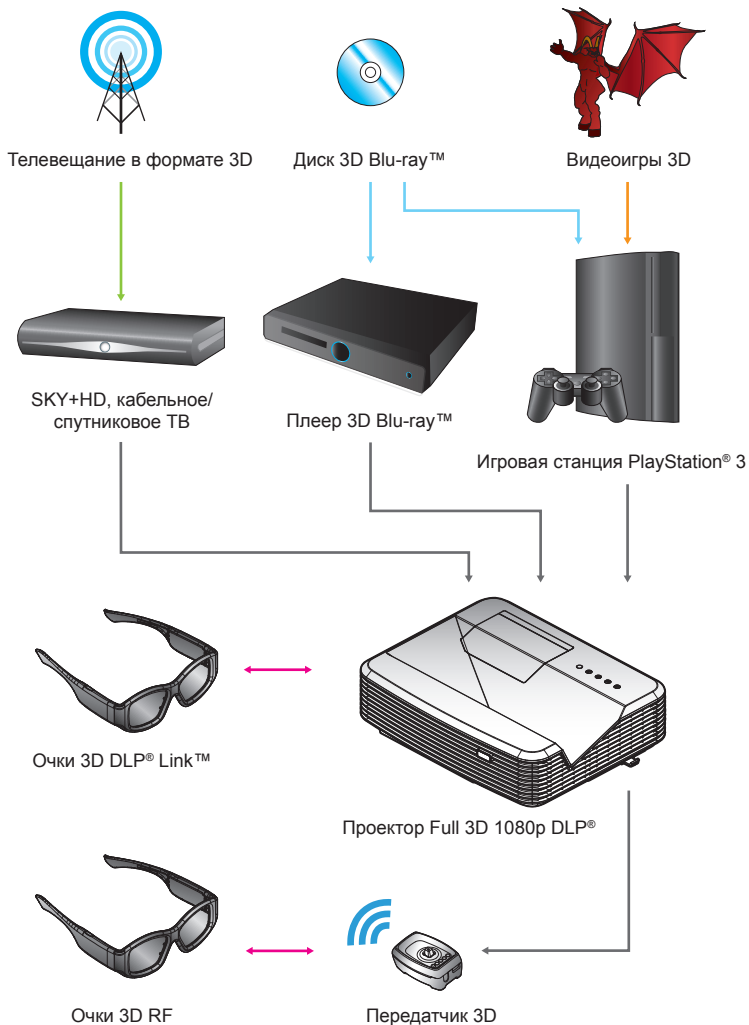 Телевещание в формате 3D
Диск 3D Blu-ray™
Видеоигры 3D
SKY+HD, кабельное/
спутниковое ТВ
Плеер 3D Blu-ray™
Игровая станция PlayStation® 3
Очки 3D DLP® Link™
Проектор Full 3D 1080p DLP®
Очки 3D RF
Передатчик 3D